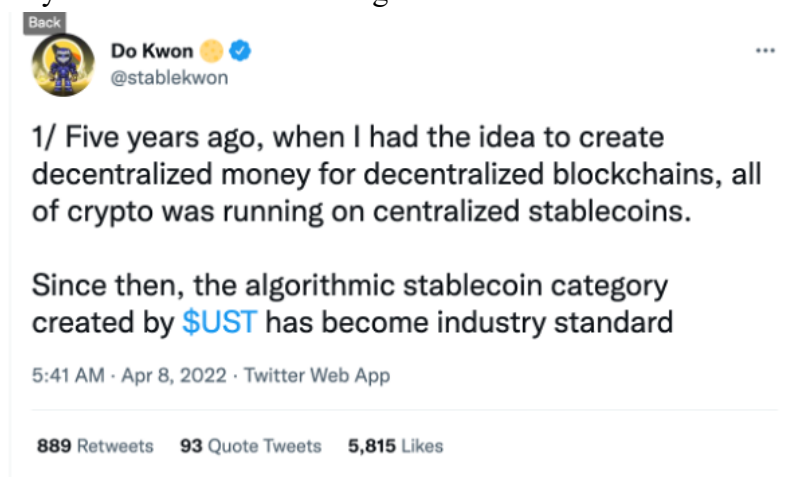 Back
Do Kwon
@stablekwon
1/ Five years ago, when I had the idea to create
decentralized money for decentralized blockchains, all
of crypto was running on centralized stablecoins.
Since then, the algorithmic stablecoin category
created by $UST has become industry standard
5:41 AM · Apr 8, 2022 · Twitter Web App
889 Retweets 93 Quote Tweets 5,815 Likes